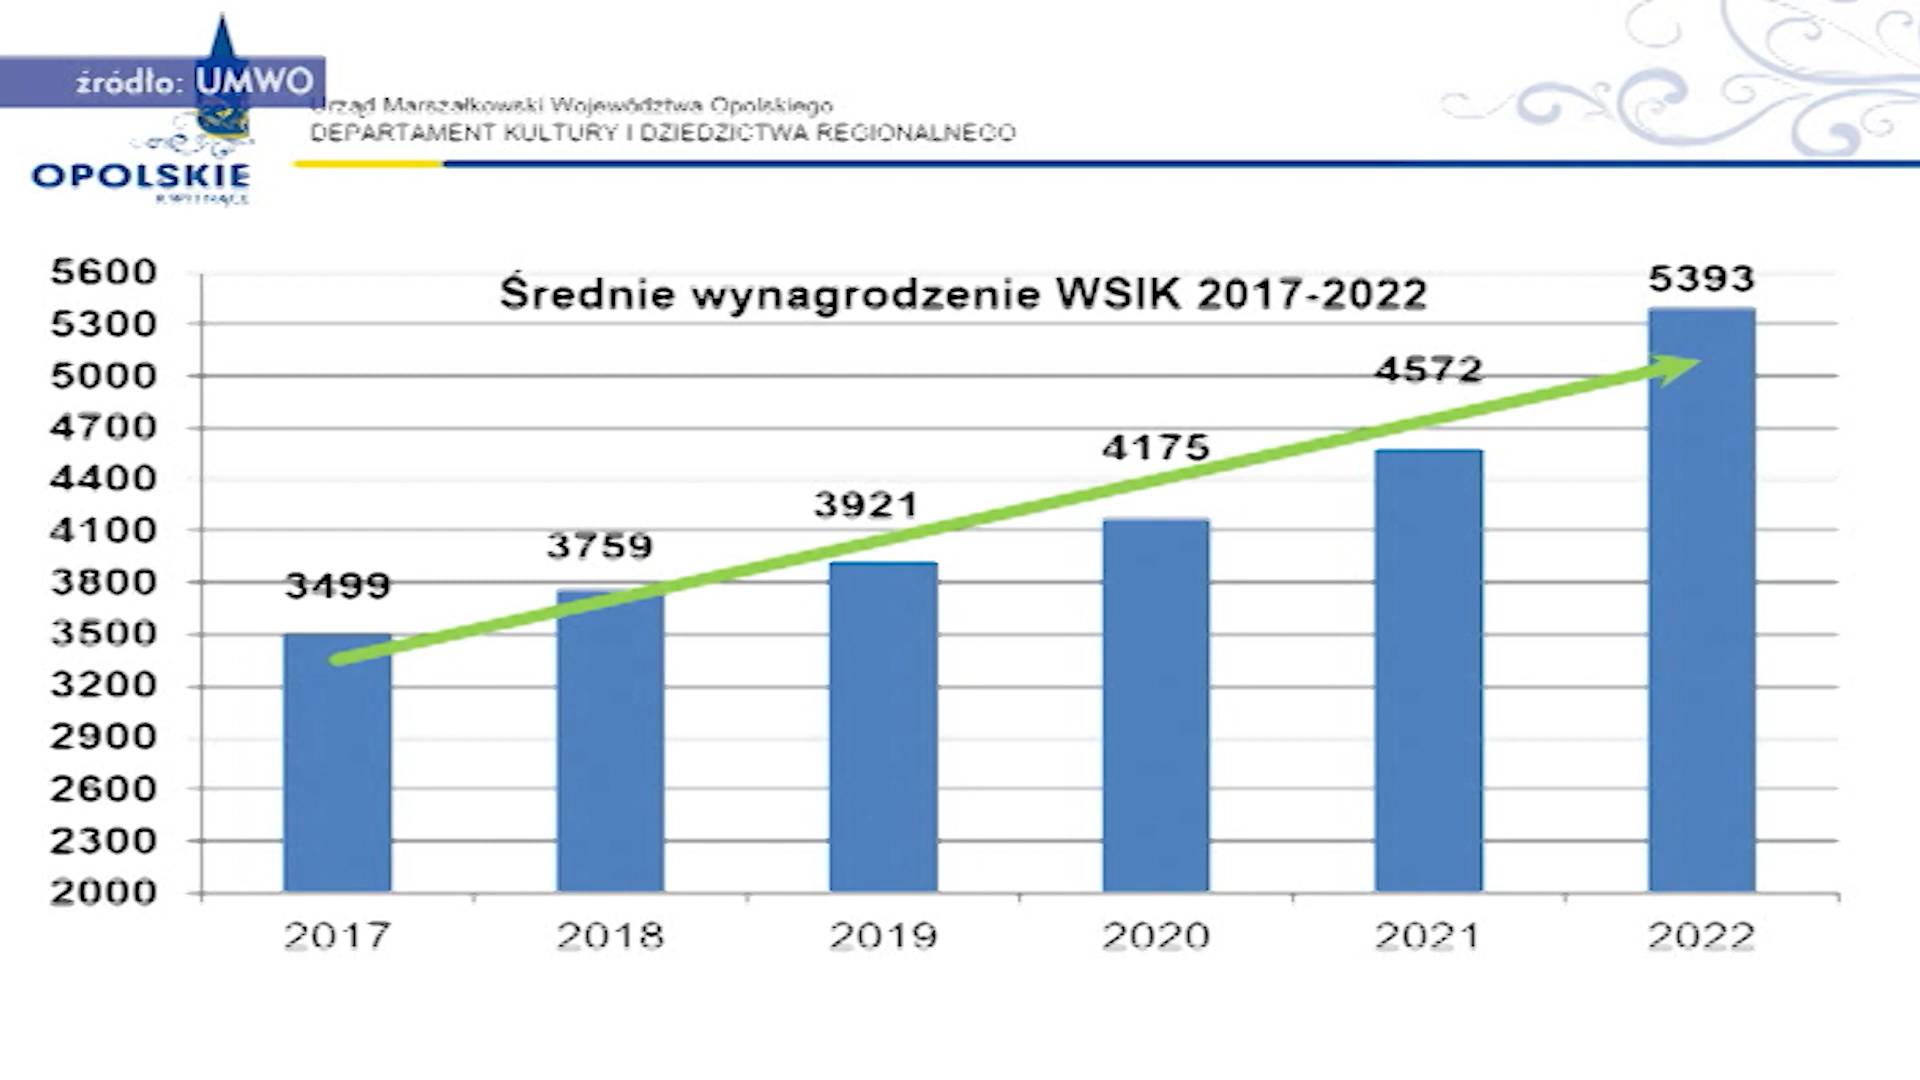 źródło: UMWO
Urząd Marszałkowski Województwa Opolskiego
DEPARTAMENT KULTURY I DZIEDZICTWA REGIONALNEGO
OPOLSKIE
KWITNĄCE
Średnie wynagrodzenie WSIK 2017-2022
5600
5300
5000
4700
4400
4100
3800
3500
3200
2900
2600
2300
2000
3499
3759
3921
4175
4572
5393
2017 2018 2019 2020 2021 2022